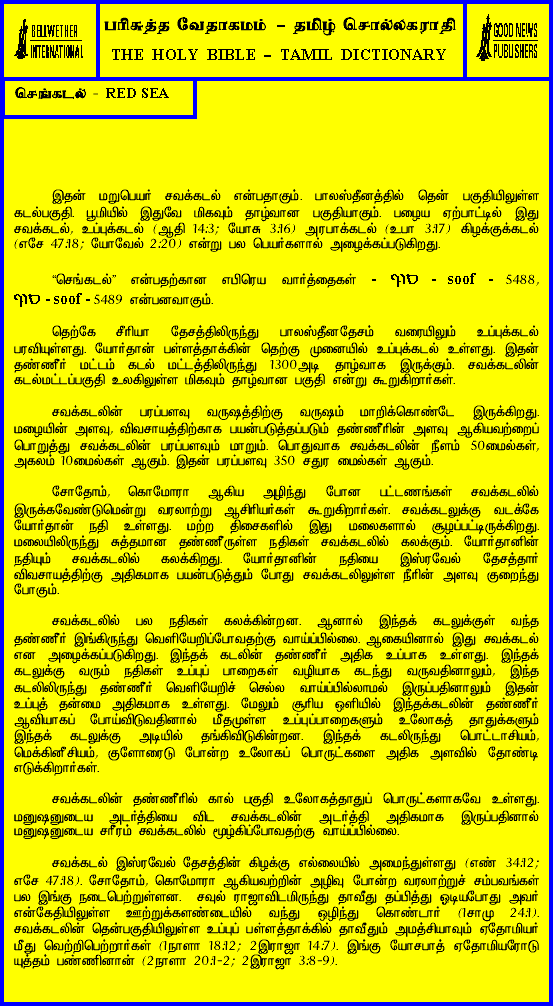 BELLWETHER
INTERNATIONAL
பரிசுத்த வேதாகமம் – தமிழ் சொல்லகராதி
THE HOLY BIBLE – TAMIL DICTIONARY
GOOD NEWS
PUBLISHERS
செங்கடல் - RED SEA
இதன் மறுபெயர் சவக்கடல் என்பதாகும். பாலஸ்தீனத்தில் தென் பகுதியிலுள்ள
கடல்பகுதி. பூமியில் இதுவே மிகவும் தாழ்வான பகுதியாகும். பழைய ஏற்பாட்டில் இது
சவக்கடல், உப்புக்கடல் (ஆதி 14:3; யோசு 3:16) அரபாக்கடல் (உபா 3:17) கிழக்குக்கடல்
(எசே 47:18; யோவேல் 2:20) என்று பல பெயர்களால் அழைக்கப்படுகிறது.
“செங்கடல்” என்பதற்கான எபிரெய வார்த்தைகள் - סוּף - soof - 5488,
סוּף - soof - 5489 என்பனவாகும்.
தெற்கே சீரியா தேசத்திலிருந்து பாலஸ்தீனதேசம் வரையிலும் உப்புக்கடல்
பரவியுள்ளது. யோர்தான் பள்ளத்தாக்கின் தெற்கு முனையில் உப்புக்கடல் உள்ளது. இதன்
தண்ணீர் மட்டம் கடல் மட்டத்திலிருந்து 1300அடி தாழ்வாக இருக்கும். சவக்கடலின்
கடல்மட்டப்பகுதி உலகிலுள்ள மிகவும் தாழ்வான பகுதி என்று கூறுகிறார்கள்.
சவக்கடலின் பரப்பளவு வருஷத்திற்கு வருஷம் மாறிக்கொண்டே இருக்கிறது.
மழையின் அளவு, விவசாயத்திற்காக பயன்படுத்தப்படும் தண்ணீரின் அளவு ஆகியவற்றைப்
பொறுத்து சவக்கடலின் பரப்பளவும் மாறும். பொதுவாக சவக்கடலின் நீளம் 50மைல்கள்,
அகலம் 10மைல்கள் ஆகும். இதன் பரப்பளவு 350 சதுர மைல்கள் ஆகும்.
சோதோம், கொமோரா ஆகிய அழிந்து போன பட்டணங்கள் சவக்கடலில்
இருக்கவேண்டுமென்று வரலாற்று ஆசிரியர்கள் கூறுகிறார்கள். சவக்கடலுக்கு வடக்கே
யோர்தான் நதி உள்ளது. மற்ற திசைகளில் இது மலைகளால் சூழப்பட்டிருக்கிறது.
மலையிலிருந்து சுத்தமான தண்ணீருள்ள நதிகள் சவக்கடலில் கலக்கும். யோர்தானின்
நதியும் சவக்கடலில் கலக்கிறது. யோர்தானின் நதியை இஸ்ரவேல் தேசத்தார்
விவசாயத்திற்கு அதிகமாக பயன்படுத்தும் போது சவக்கடலிலுள்ள நீரின் அளவு குறைந்து
போகும்.
சவக்கடலில் பல நதிகள் கலக்கின்றன. ஆனால் இந்தக் கடலுக்குள் வந்த
தண்ணீர் இங்கிருந்து வெளியேறிப்போவதற்கு வாய்ப்பில்லை. ஆகையினால் இது சவக்கடல்
என அழைக்கப்படுகிறது. இந்தக் கடலின் தண்ணீர் அதிக உப்பாக உள்ளது. இந்தக்
கடலுக்கு வரும் நதிகள் உப்புப் பாறைகள் வழியாக கடந்து வருவதினாலும், இந்த
கடலிலிருந்து தண்ணீர் வெளியேறிச் செல்ல வாய்ப்பில்லாமல் இருப்பதினாலும் இதன்
உப்புத் தன்மை அதிகமாக உள்ளது. மேலும் சூரிய ஒளியில் இந்தக்கடலின் தண்ணீர்
ஆவியாகப் போய்விடுவதினால் மீதமுள்ள உப்புப்பாறைகளும் உலோகத் தாதுக்களும்
இந்தக் கடலுக்கு அடியில் தங்கிவிடுகின்றன. இந்தக் கடலிருந்து பொட்டாசியம்,
மெக்கினீசியம், குளோரைடு போன்ற உலோகப் பொருட்களை அதிக அளவில் தோண்டி
எடுக்கிறார்கள்.
சவக்கடலின் தண்ணீரில் கால் பகுதி உலோகத்தாதுப் பொருட்களாகவே உள்ளது.
மனுஷனுடைய அடர்த்தியை விட சவக்கடலின் அடர்த்தி அதிகமாக இருப்பதினால்
மனுஷனுடைய சரீரம் சவக்கடலில் மூழ்கிப்போவதற்கு வாய்ப்பில்லை.
சவக்கடல் இஸ்ரவேல் தேசத்தின் கிழக்கு எல்லையில் அமைந்துள்ளது (எண் 34:12;
எசே 47:18). சோதோம், கொமோரா ஆகியவற்றின் அழிவு போன்ற வரலாற்றுச் சம்பவங்கள்
பல இங்கு நடைபெற்றுள்ளன. சவுல் ராஜாவிடமிருந்து தாவீது தப்பித்து ஓடியபோது அவர்
என்கேதியிலுள்ள ஊற்றுக்களண்டையில் வந்து ஒழிந்து கொண்டார் (1சாமு 24:1).
சவக்கடலின் தென்பகுதியிலுள்ள உப்புப் பள்ளத்தாக்கில் தாவீதும் அமத்சியாவும் ஏதோமியர்
மீது வெற்றிபெற்றார்கள் (1நாளா 18:12; 2இராஜா 14:7). இங்கு யோசபாத் ஏதோமியரோடு
யுத்தம் பண்ணினான் (2நாளா 20:1-2; 2இராஜா 3:8-9).